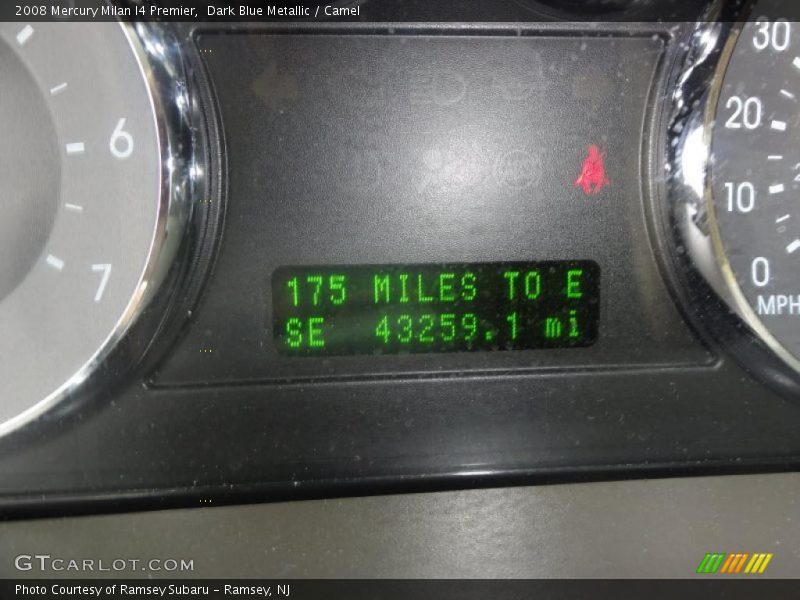 2008 Mercury Milan I4 Premier,  Dark Blue Metallic / Camel
30
20
6
10
7
0
MPH
175 MILES TO E
SE 43259.1 mi
GTCARLOT.COM
Photo Courtesy of Ramsey Subaru - Ramsey, NJ